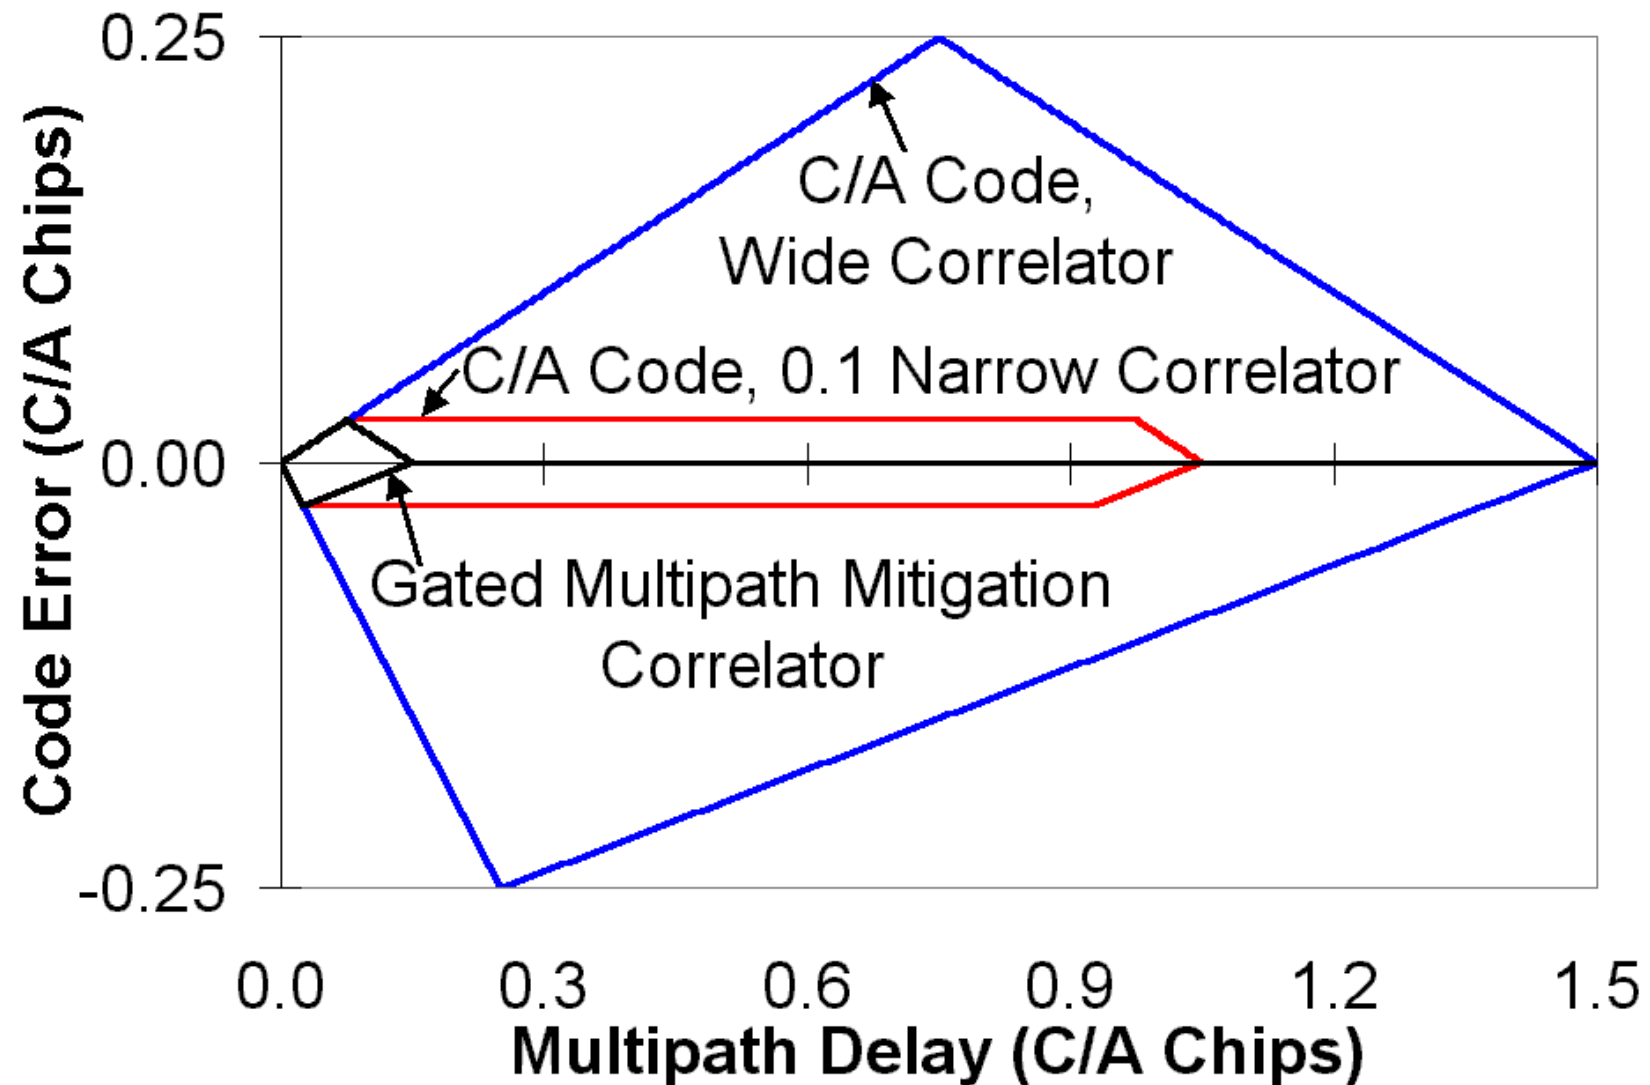 0.25
C/A Code,
Wide Correlator
C/A Code, 0.1 Narrow Correlator
0.00
Gated Multipath Mitigation
Correlator
-0.25
Code Error (C/A Chips)
0.0 0.3 0.6 0.9 1.2 1.5
Multipath Delay (C/A Chips)